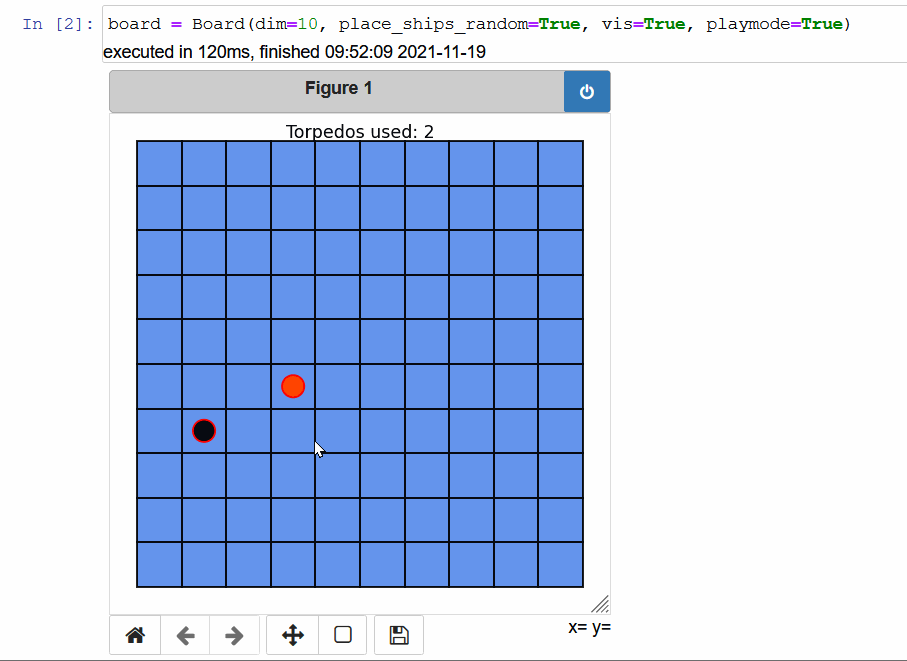 In [2]: board = Board(dim=10, place_ships_random=True, vis=True, playmode=True)
executed in 120ms, finished 09:52:09 2021-11-19
Figure 1
Torpedos used: 2
x= y=